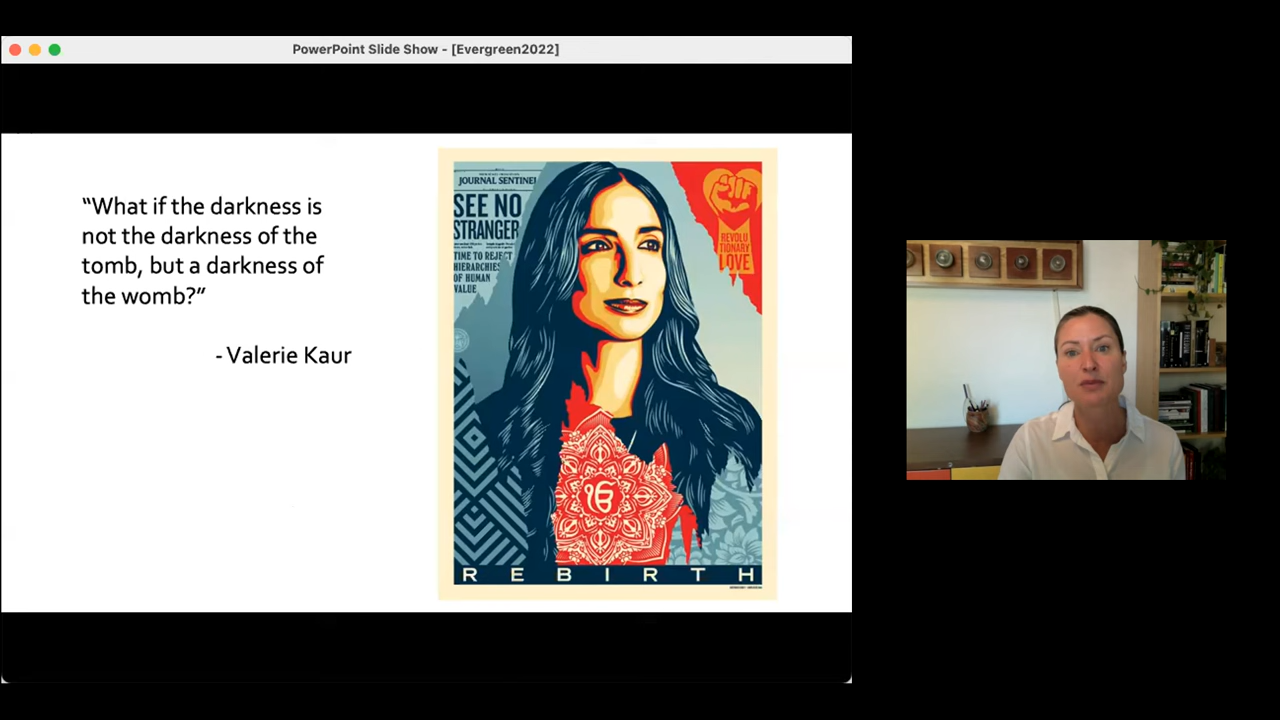 PowerPoint Slide Show - [Evergreen2022]
“What if the darkness is
not the darkness of the
tomb, but a darkness of
the womb?”
- Valerie Kaur
JOURNAL SENTINEL
SEE NO
STRANGER
TIME TO REJECT
HIERARCHIES
OF HUMAN
VALUE
REVOLU
TIONARY
LOVE
ੴ
REBIRTH